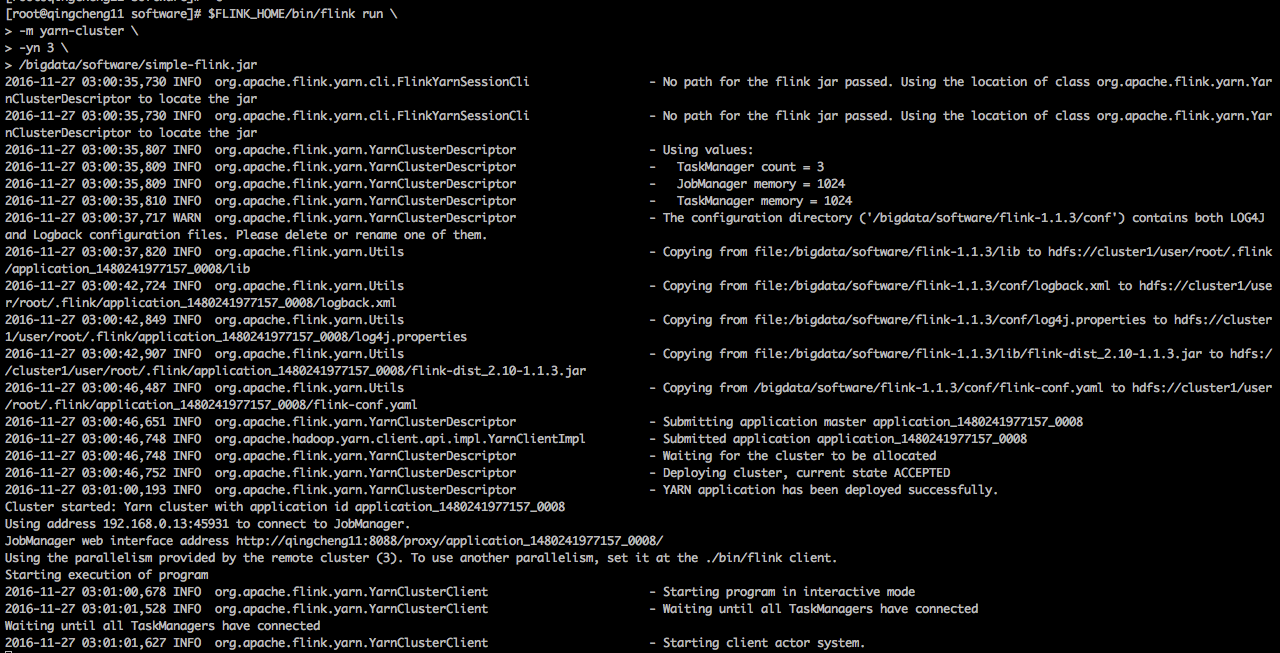 [root@qingcheng11 software]# $FLINK_HOME/bin/flink run \
> -m yarn-cluster \
> -yn 3 \
> /bigdata/software/simple-flink.jar
2016-11-27 03:00:35,730 INFO  org.apache.flink.yarn.cli.FlinkYarnSessionCli                 - No path for the flink jar passed. Using the location of class org.apache.flink.yarn.Yar
nClusterDescriptor to locate the jar
2016-11-27 03:00:35,730 INFO  org.apache.flink.yarn.cli.FlinkYarnSessionCli                 - No path for the flink jar passed. Using the location of class org.apache.flink.yarn.Yar
nClusterDescriptor to locate the jar
2016-11-27 03:00:35,807 INFO  org.apache.flink.yarn.YarnClusterDescriptor                   - Using values:
2016-11-27 03:00:35,809 INFO  org.apache.flink.yarn.YarnClusterDescriptor                   -   TaskManager count = 3
2016-11-27 03:00:35,809 INFO  org.apache.flink.yarn.YarnClusterDescriptor                   -   JobManager memory = 1024
2016-11-27 03:00:35,810 INFO  org.apache.flink.yarn.YarnClusterDescriptor                   -   TaskManager memory = 1024
2016-11-27 03:00:37,717 WARN  org.apache.flink.yarn.YarnClusterDescriptor                   - The configuration directory ('/bigdata/software/flink-1.1.3/conf') contains both LOG4J
and Logback configuration files. Please delete or rename one of them.
2016-11-27 03:00:37,820 INFO  org.apache.flink.yarn.Utils                                   - Copying from file:/bigdata/software/flink-1.1.3/lib to hdfs://cluster1/user/root/.flink
/application_1480241977157_0008/lib
2016-11-27 03:00:42,724 INFO  org.apache.flink.yarn.Utils                                   - Copying from file:/bigdata/software/flink-1.1.3/conf/logback.xml to hdfs://cluster1/use
r/root/.flink/application_1480241977157_0008/logback.xml
2016-11-27 03:00:42,849 INFO  org.apache.flink.yarn.Utils                                   - Copying from file:/bigdata/software/flink-1.1.3/conf/log4j.properties to hdfs://cluster
1/user/root/.flink/application_1480241977157_0008/log4j.properties
2016-11-27 03:00:42,907 INFO  org.apache.flink.yarn.Utils                                   - Copying from file:/bigdata/software/flink-1.1.3/lib/flink-dist_2.10-1.1.3.jar to hdfs:/
/cluster1/user/root/.flink/application_1480241977157_0008/flink-dist_2.10-1.1.3.jar
2016-11-27 03:00:46,487 INFO  org.apache.flink.yarn.Utils                                   - Copying from /bigdata/software/flink-1.1.3/conf/flink-conf.yaml to hdfs://cluster1/user
/root/.flink/application_1480241977157_0008/flink-conf.yaml
2016-11-27 03:00:46,651 INFO  org.apache.flink.yarn.YarnClusterDescriptor                   - Submitting application master application_1480241977157_0008
2016-11-27 03:00:46,748 INFO  org.apache.hadoop.yarn.client.api.impl.YarnClientImpl         - Submitted application application_1480241977157_0008
2016-11-27 03:00:46,748 INFO  org.apache.flink.yarn.YarnClusterDescriptor                   - Waiting for the cluster to be allocated
2016-11-27 03:00:46,752 INFO  org.apache.flink.yarn.YarnClusterDescriptor                   - Deploying cluster, current state ACCEPTED
2016-11-27 03:01:00,193 INFO  org.apache.flink.yarn.YarnClusterDescriptor                   - YARN application has been deployed successfully.
Cluster started: Yarn cluster with application id application_1480241977157_0008
Using address 192.168.0.13:45931 to connect to JobManager.
JobManager web interface address http://qingcheng11:8088/proxy/application_1480241977157_0008/
Using the parallelism provided by the remote cluster (3). To use another parallelism, set it at the ./bin/flink client.
Starting execution of program
2016-11-27 03:01:00,678 INFO  org.apache.flink.yarn.YarnClusterClient                       - Starting program in interactive mode
2016-11-27 03:01:01,528 INFO  org.apache.flink.yarn.YarnClusterClient                       - Waiting until all TaskManagers have connected
Waiting until all TaskManagers have connected
2016-11-27 03:01:01,627 INFO  org.apache.flink.yarn.YarnClusterClient                       - Starting client actor system.